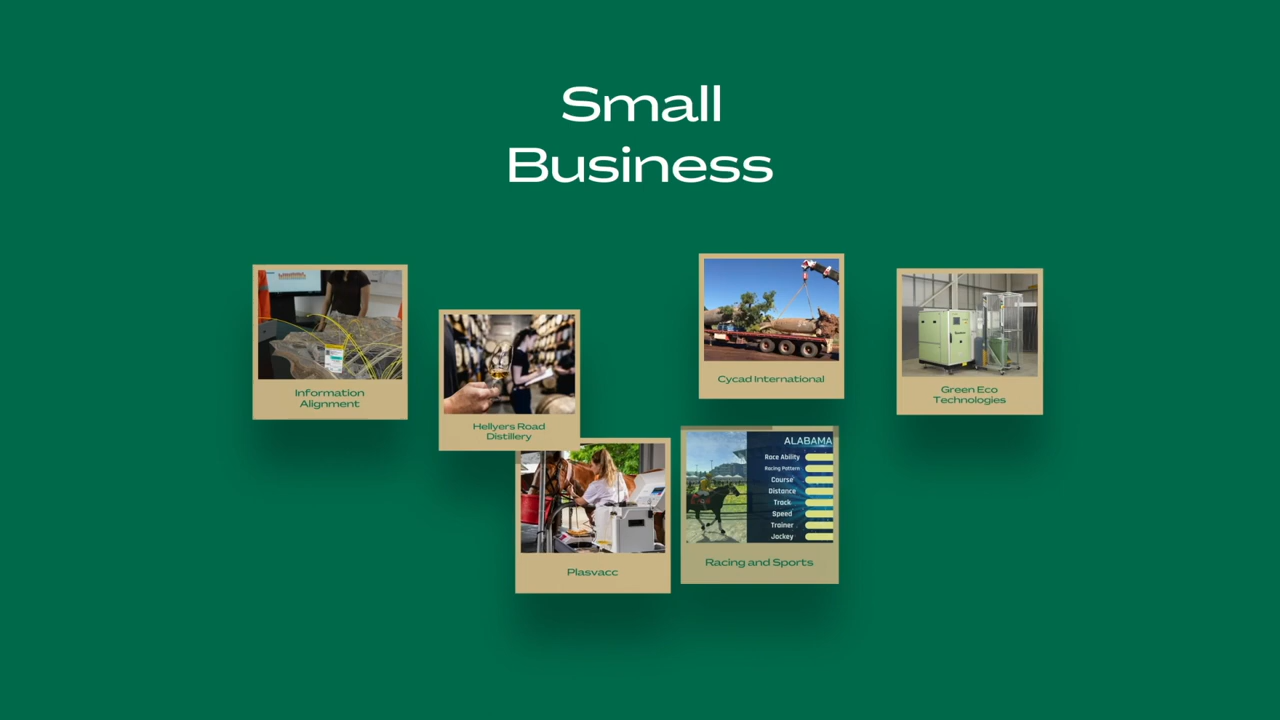 Small
Business
Information
Alignment
Hellyers Road
Distillery
Cycad International
Green Eco
Technologies
Plasvacc
ALABAMA
Race Ability
Racing Pattern
Course
Distance
Track
Speed
Trainer
Jockey
Racing and Sports